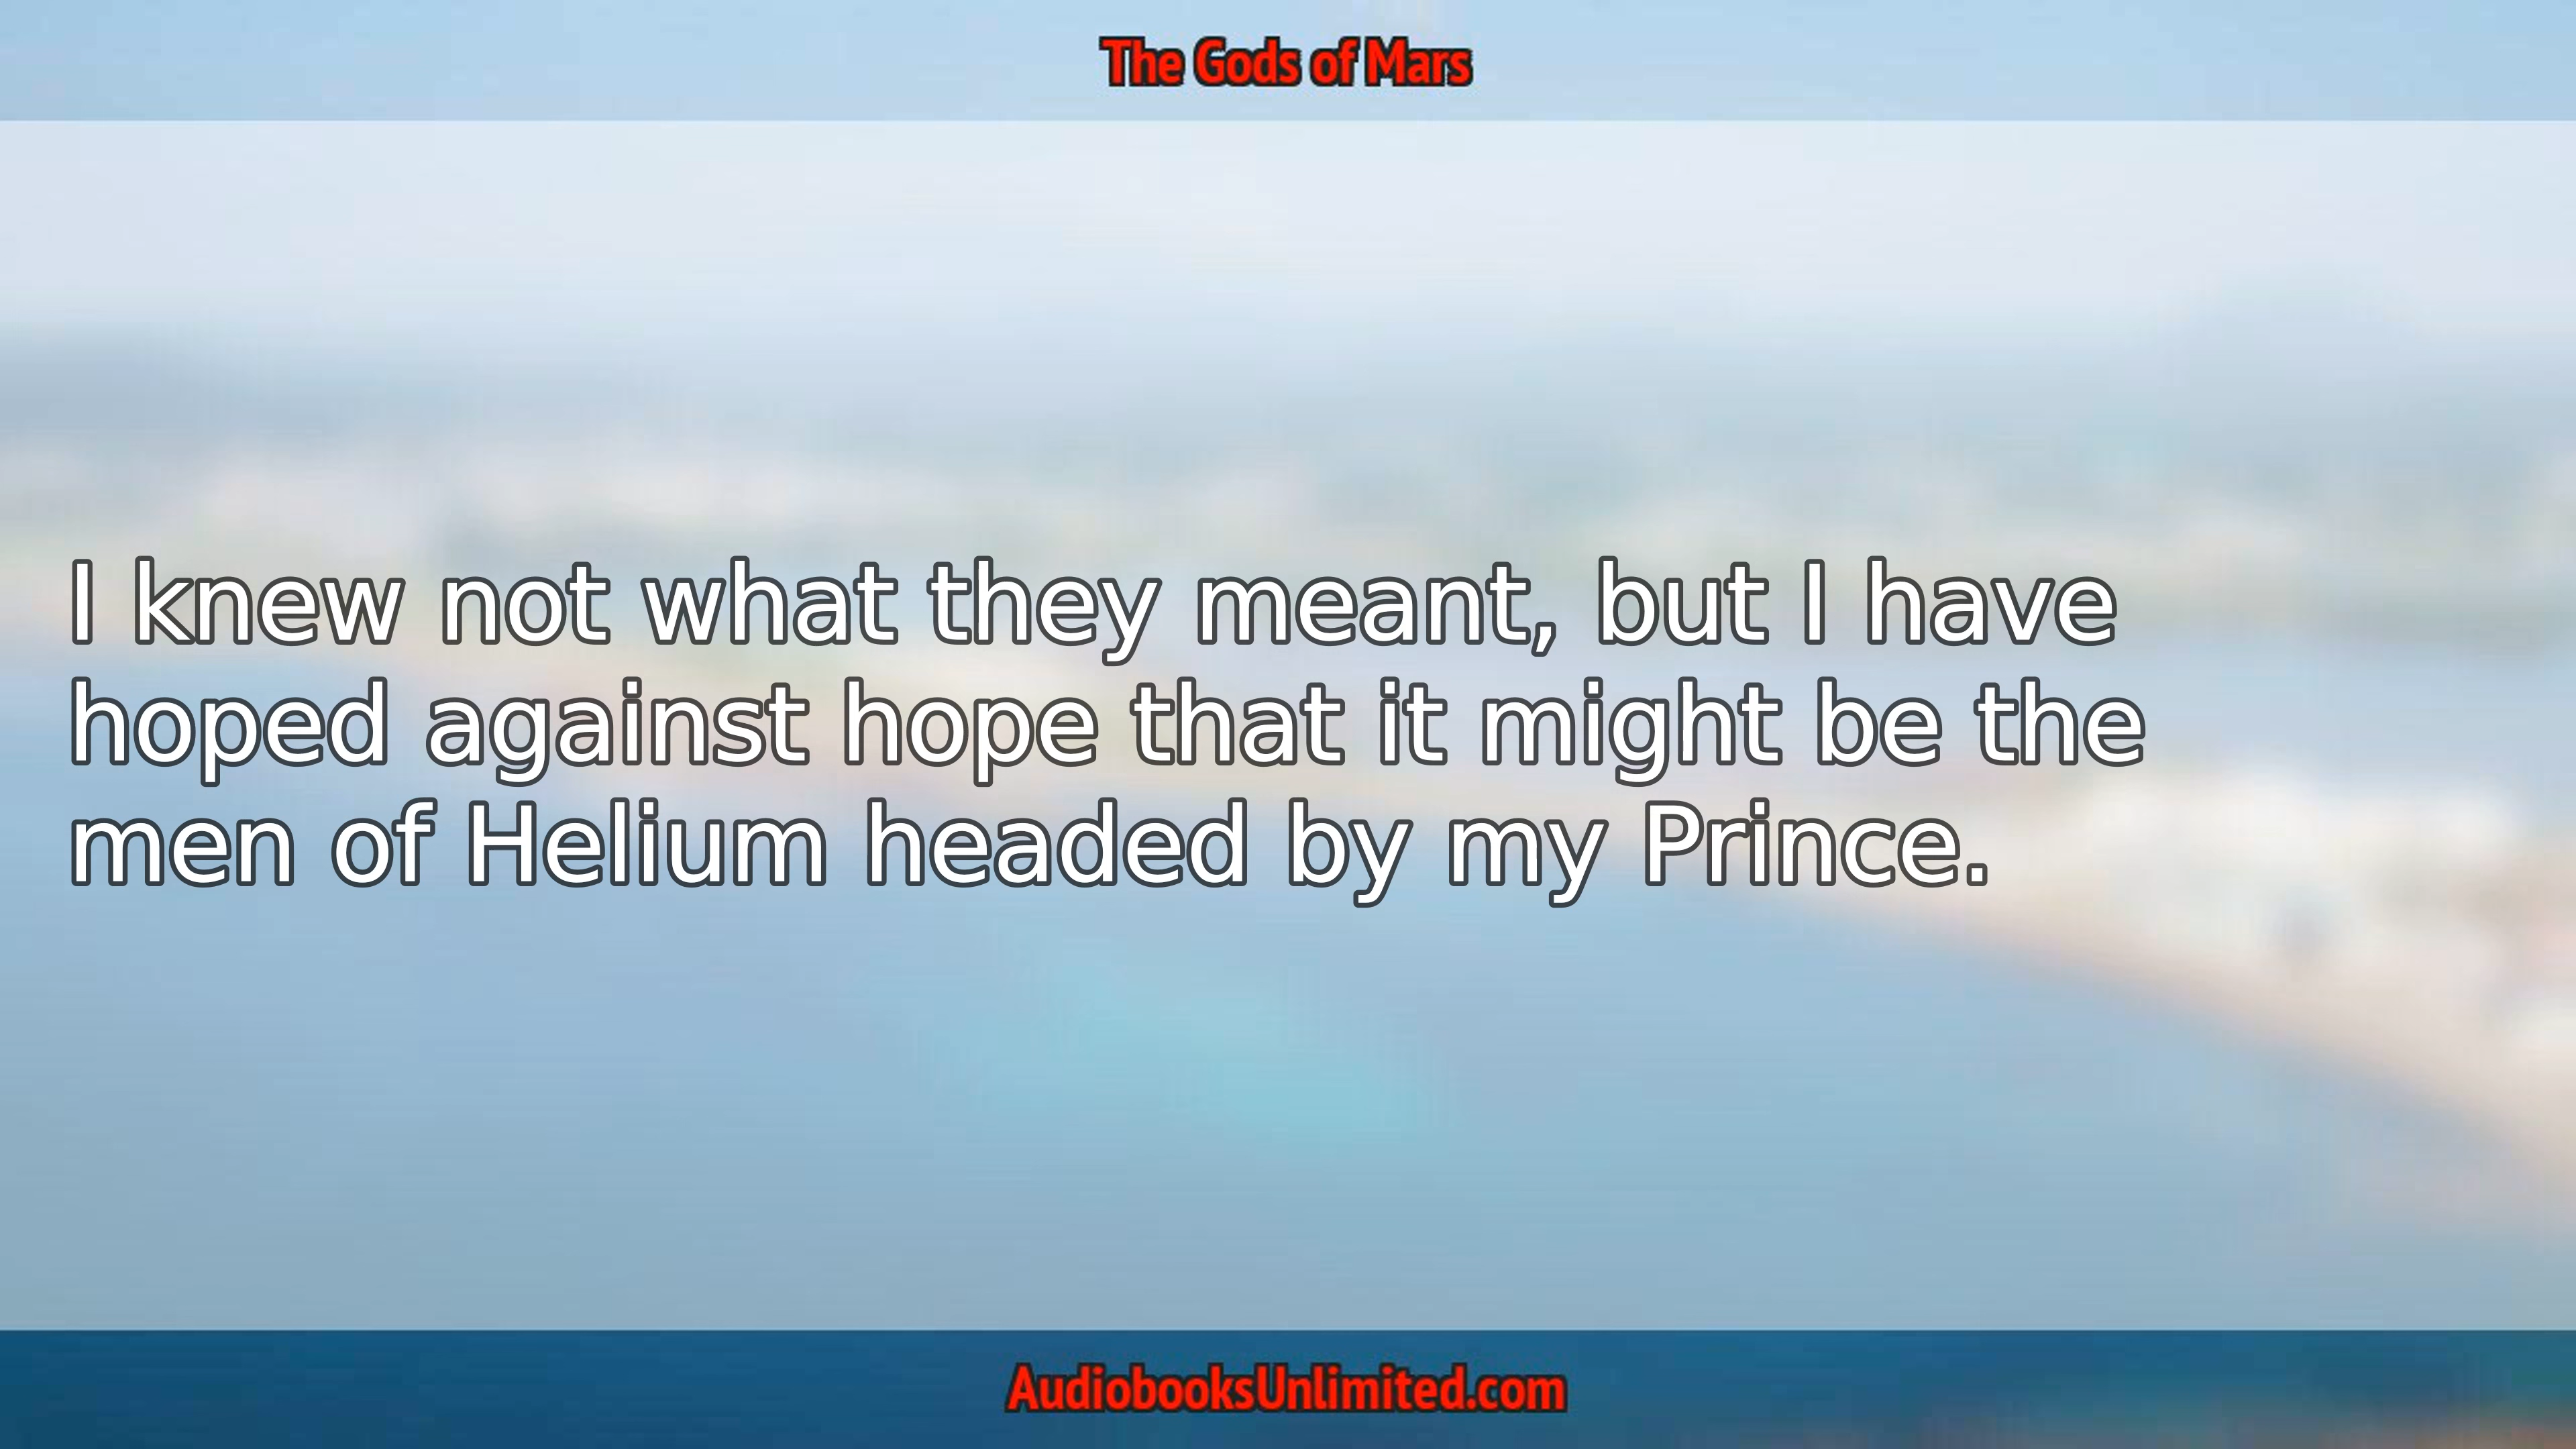 The Gods of Mars
I knew not what they meant, but I have
hoped against hope that it might be the
men of Helium headed by my Prince.
AudiobooksUnlimited.com